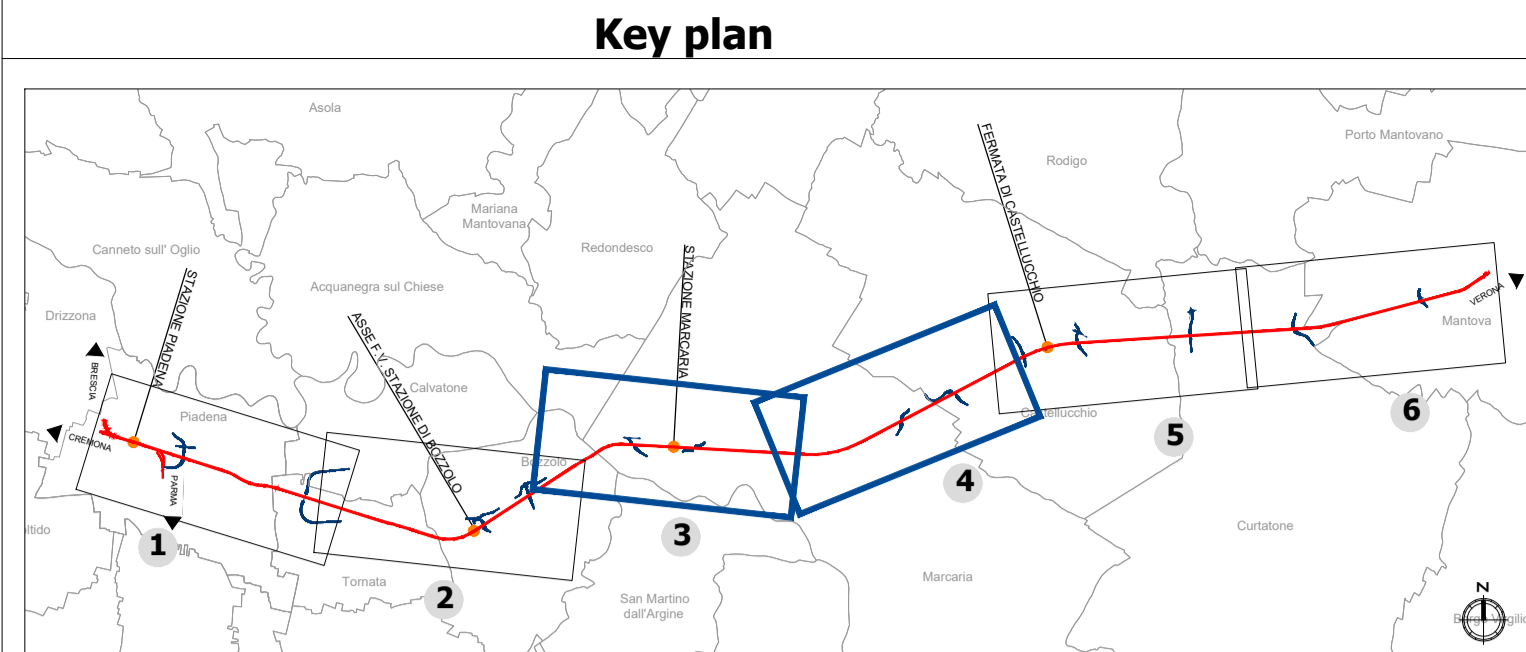 Key plan
Asola
Porto Mantovano
FERMATA DI CASTELLUCCHIO
Rodigo
Mariana
Mantovana
Canneto sull' Oglio
Redondesco
STAZIONE MARCARIA
STAZIONE PIADENA
Acquanegra sul Chiese
VERONA
Drizzona
ASSE F.V. STAZIONE DI BOZZOLO
Mantova
BRESCIA
Calvatone
Piadena
Castellucchio
6
CREMONA
5
Bozzolo
PARMA
4
Curtatone
3
1
Marcaria
Tornata
2
San Martino
dall'Argine
N